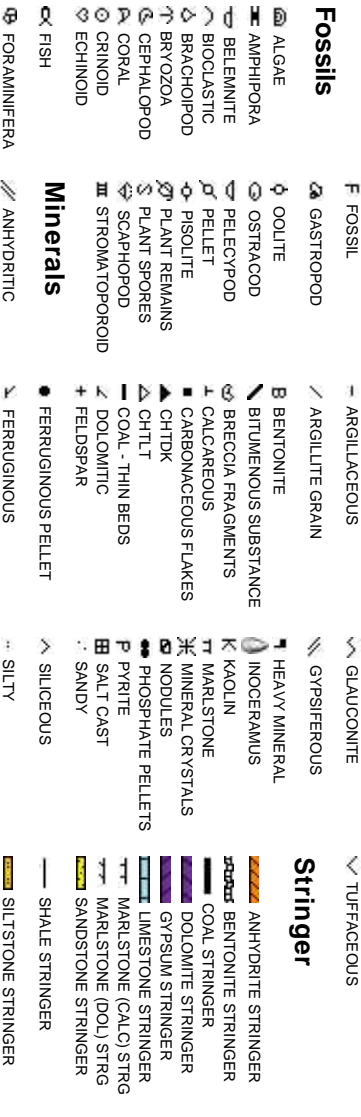 Fossils
ALGAE
AMPHIPORA
BELEMNITE
BIOCLASTIC
BRACHOIPOD
BRYOZOA
CEPHALOPOD
CORAL
CRINOID
ECHINOID
FISH
FORAMINIFERA
F FOSSIL
GASTROPOD
OOLITE
OSTRACOD
PELECYPOD
PELLET
PISOLITE
PLANT REMAINS
PLANT SPORES
SCAPHOPOD
STROMATOPOROID
Minerals
ANHYDRITIC
ARGILLACEOUS
ARGILLITE GRAIN
B BENTONITE
BITUMENOUS SUBSTANCE
BRECCIA FRAGMENTS
CALCAREOUS
CARBONACEOUS FLAKES
CHTDK
CHTLT
COAL - THIN BEDS
DOLOMITIC
FELDSPAR
FERRUGINOUS PELLET
FERRUGINOUS
GLAUCONITE
GYPSIFEROUS
HEAVY MINERAL
INOCERAMUS
K KAOLIN
MARLSTONE
MINERAL CRYSTALS
NODULES
PHOSPHATE PELLETS
P PYRITE
SALT CAST
SANDY
SILICEOUS
SILTY
TUFFACEOUS
Stringer
ANHYDRITE STRINGER
BENTONITE STRINGER
COAL STRINGER
DOLOMITE STRINGER
GYPSUM STRINGER
LIMESTONE STRINGER
MARLSTONE (CALC) STRG
MARLSTONE (DOL) STRG
SANDSTONE STRINGER
SHALE STRINGER
SILTSTONE STRINGER